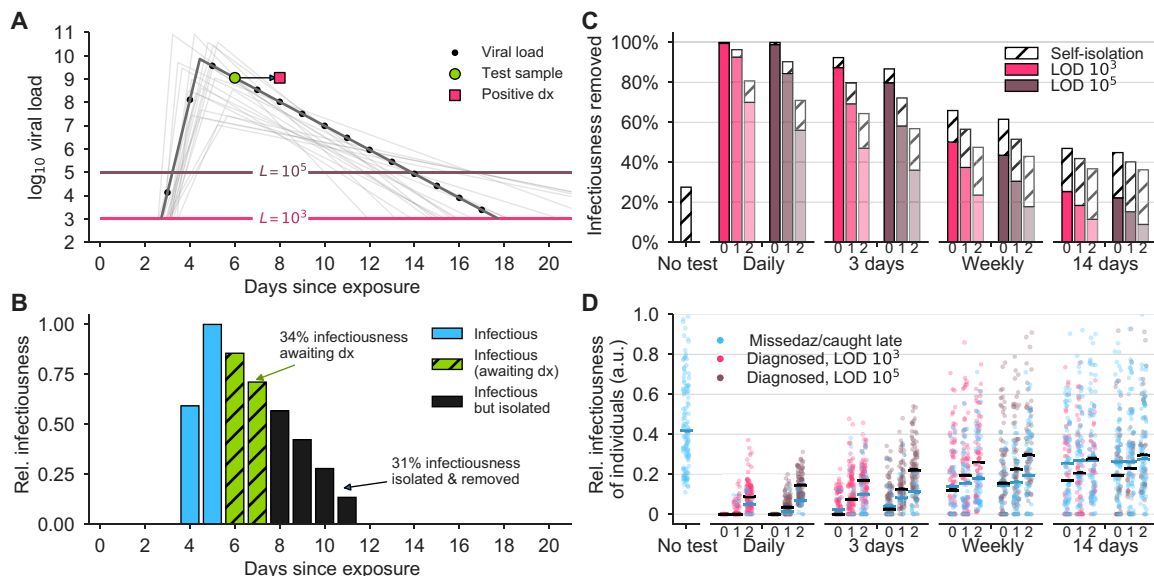 A
11
10
9
8
7
6
5
4
3
2
log10 viral load
Viral load
Test sample
Positive dx
L = 10^5
L = 10^3
0 2 4 6 8 10 12 14 16 18 20
Days since exposure
B
1.00
0.75
0.50
0.25
0.00
Rel. infectiousness
34% infectiousness
awaiting dx
Infectious
Infectious
(awaiting dx)
Infectious
but isolated
31% infectiousness
isolated & removed
0 2 4 6 8 10 12 14 16 18 20
Days since exposure
C
100%
80%
60%
40%
20%
0%
Infectiousness removed
Self-isolation
LOD 10^3
LOD 10^5
0 1 2 0 1 2 0 1 2 0 1 2 0 1 2 0 1 2 0 1 2 0 1 2
No test Daily 3 days Weekly 14 days
D
1.0
0.8
0.6
0.4
0.2
0
Rel. infectiousness
of individuals (a.u.)
Missedaz/caught late
Diagnosed, LOD 10^3
Diagnosed, LOD 10^5
0 1 2 0 1 2 0 1 2 0 1 2 0 1 2 0 1 2 0 1 2 0 1 2
No test Daily 3 days Weekly 14 days